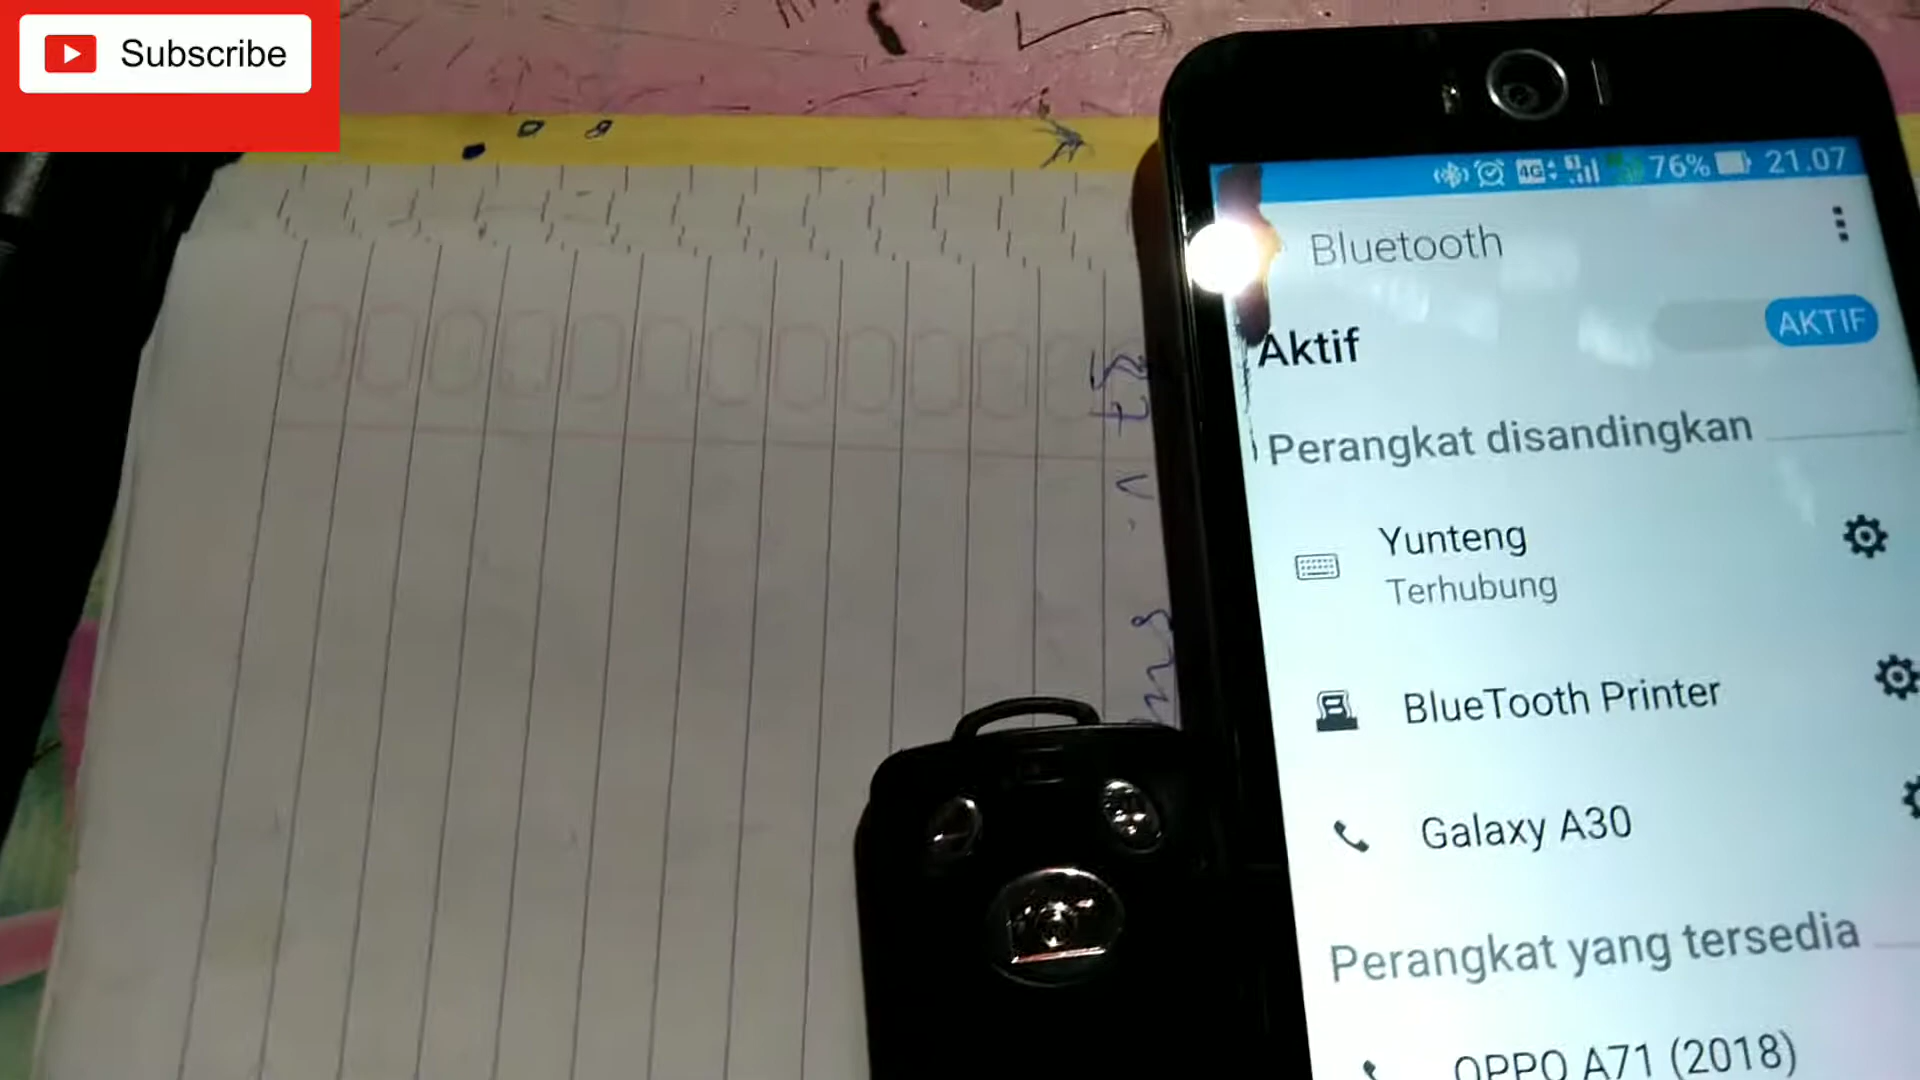 Subscribe
4G 76% 21.07
Bluetooth
Aktif AKTIF
Perangkat disandingkan
Yunteng
Terhubung
BlueTooth Printer
Galaxy A30
Perangkat yang tersedia
OPPO A71 (2018)